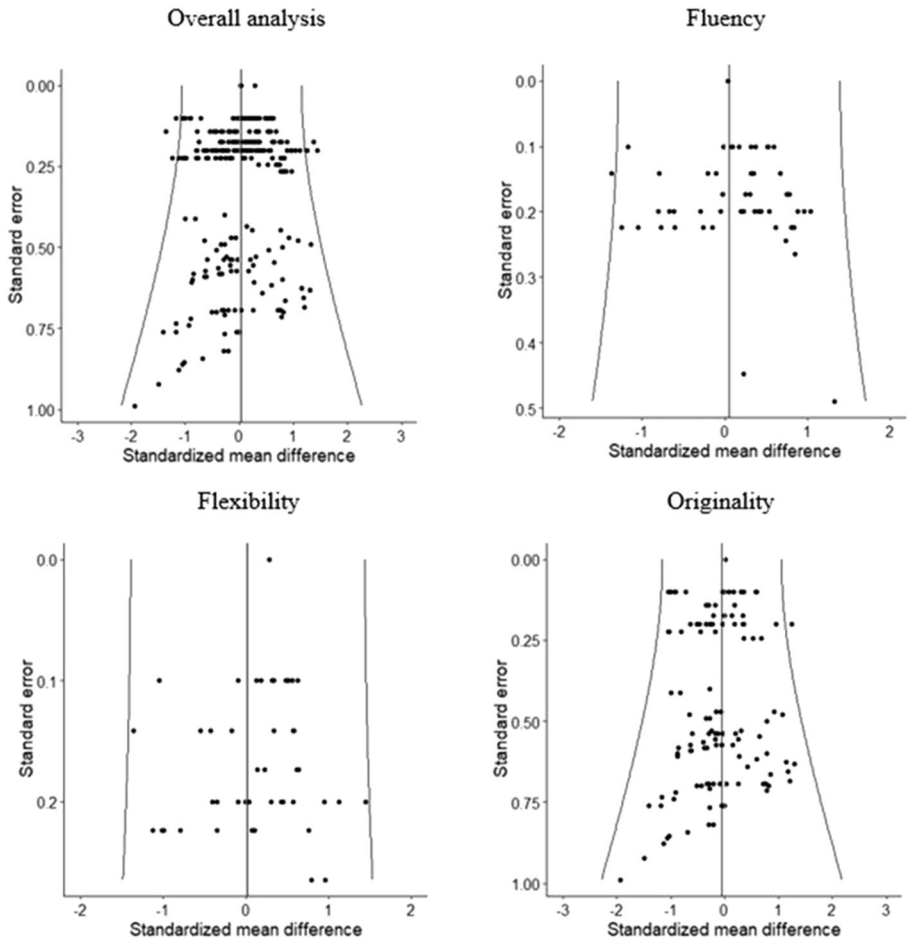 Overall analysis
0.00
0.25
0.50
0.75
1.00
Standard error
-3 -2 -1 0 1 2 3
Standardized mean difference
Fluency
0.0
0.1
0.2
0.3
0.4
0.5
Standard error
-2 -1 0 1 2
Standardized mean difference
Flexibility
0.0
0.1
0.2
Standard error
-2 -1 0 1 2
Standardized mean difference
Originality
0.00
0.25
0.50
0.75
1.00
Standard error
-3 -2 -1 0 1 2 3
Standardized mean difference